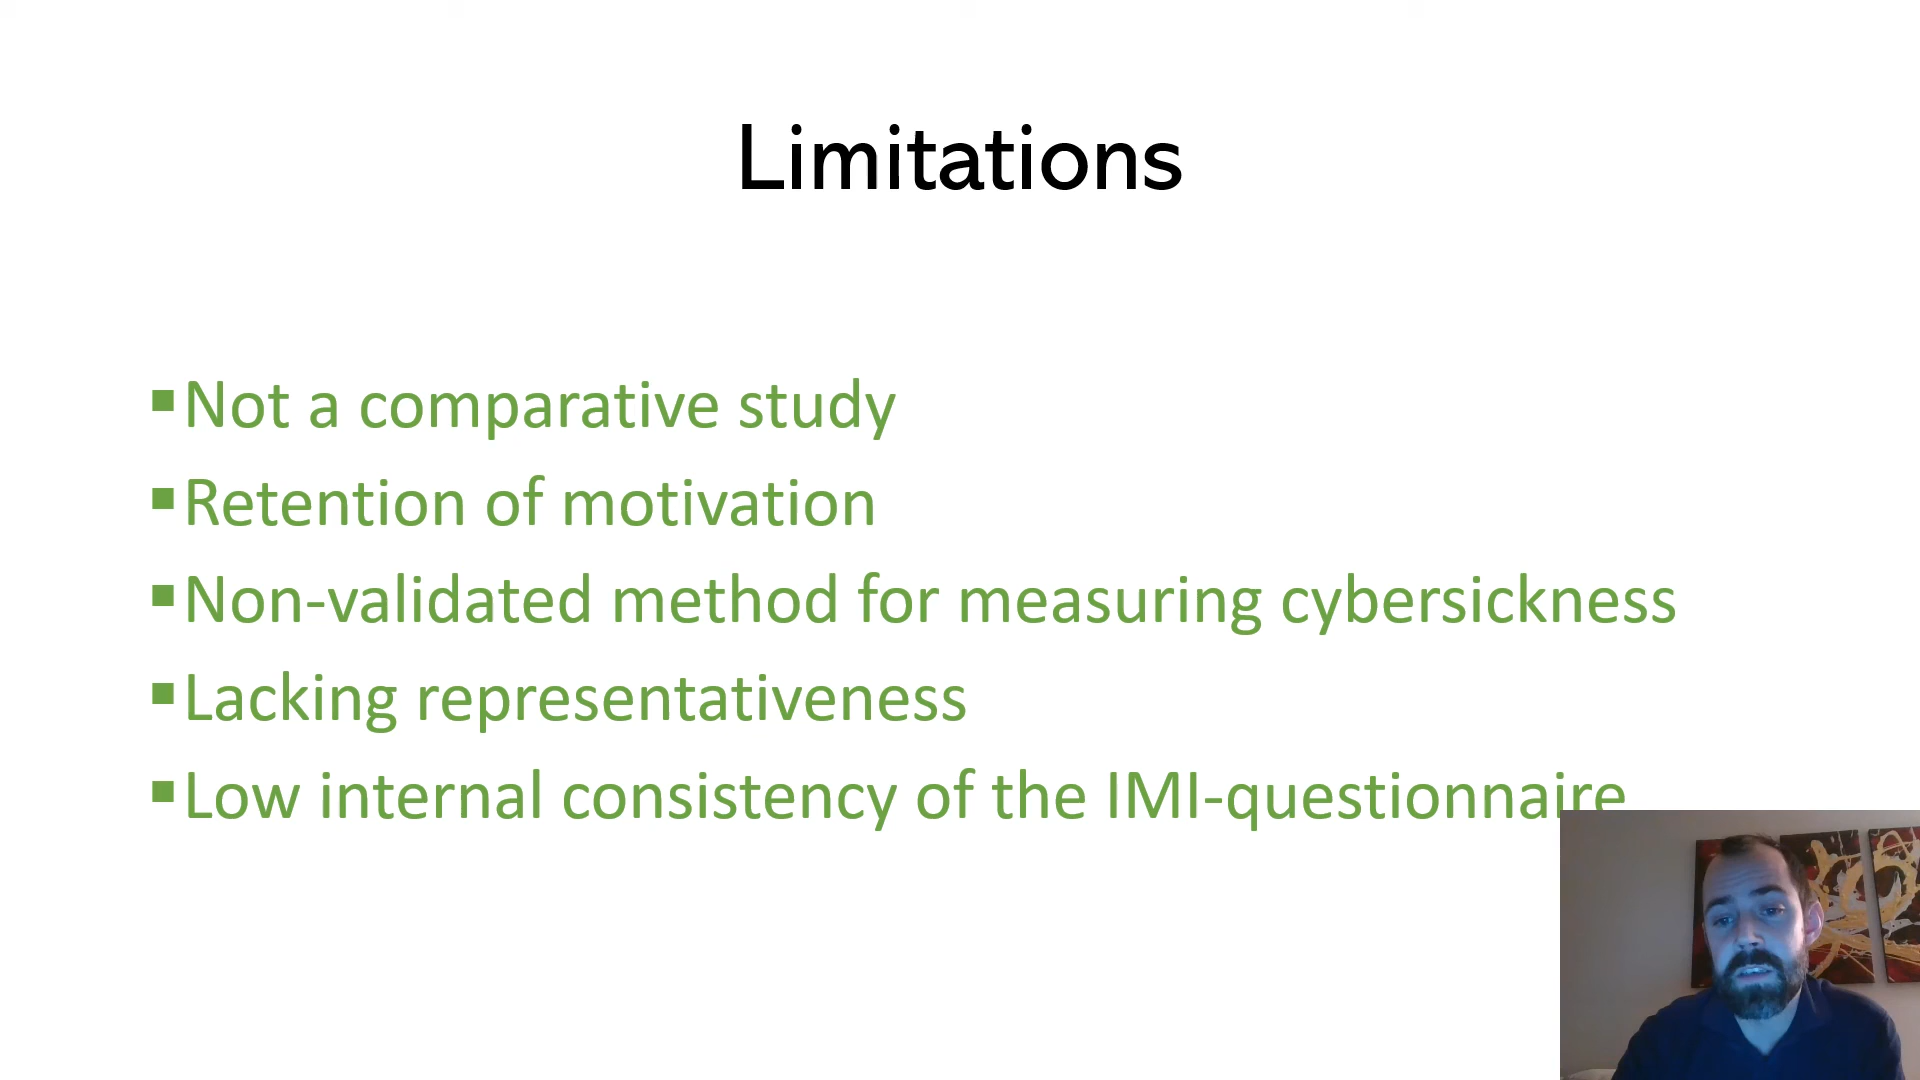 Limitations
▪Not a comparative study
▪Retention of motivation
▪Non-validated method for measuring cybersickness
▪Lacking representativeness
▪Low internal consistency of the IMI-questionnaire